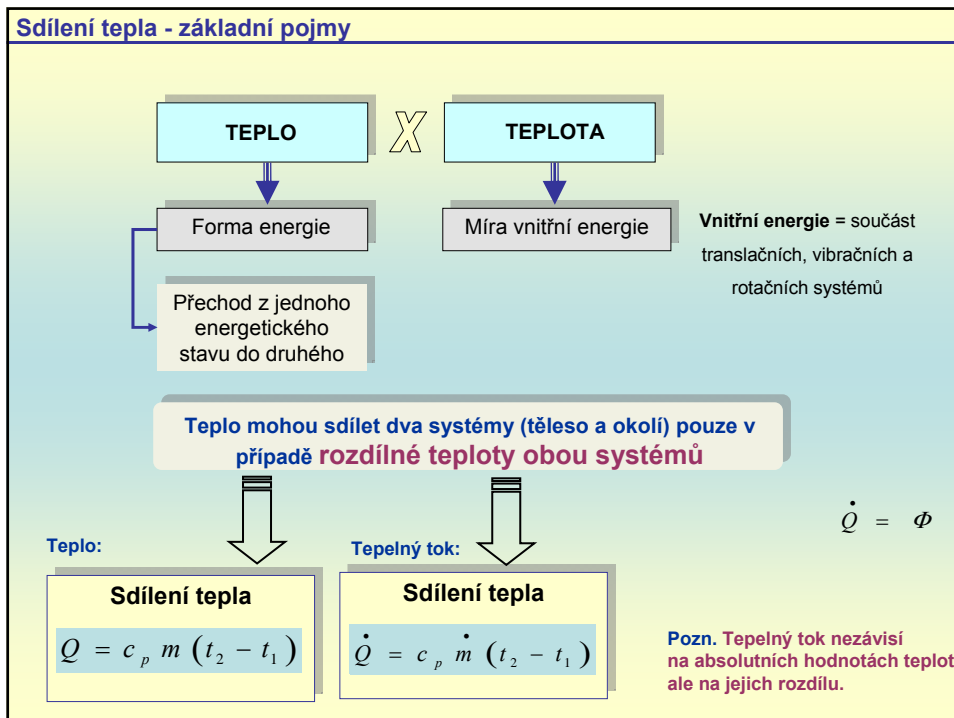 Sdílení tepla - základní pojmy
TEPLO
X
TEPLOTA
Forma energie
Míra vnitřní energie
Vnitřní energie = součást
translačních, vibračních a
rotačních systémů
Přechod z jednoho
energetického
stavu do druhého
Teplo mohou sdílet dva systémy (těleso a okolí) pouze v
případě rozdílné teploty obou systémů
Q̇ = Φ
Teplo:
Sdílení tepla
Q = c_p m (t_2 − t_1)
Tepelný tok:
Sdílení tepla
Q̇ = c_p ṁ (t_2 − t_1)
Pozn. Tepelný tok nezávisí
na absolutních hodnotách teplot
ale na jejich rozdílu.